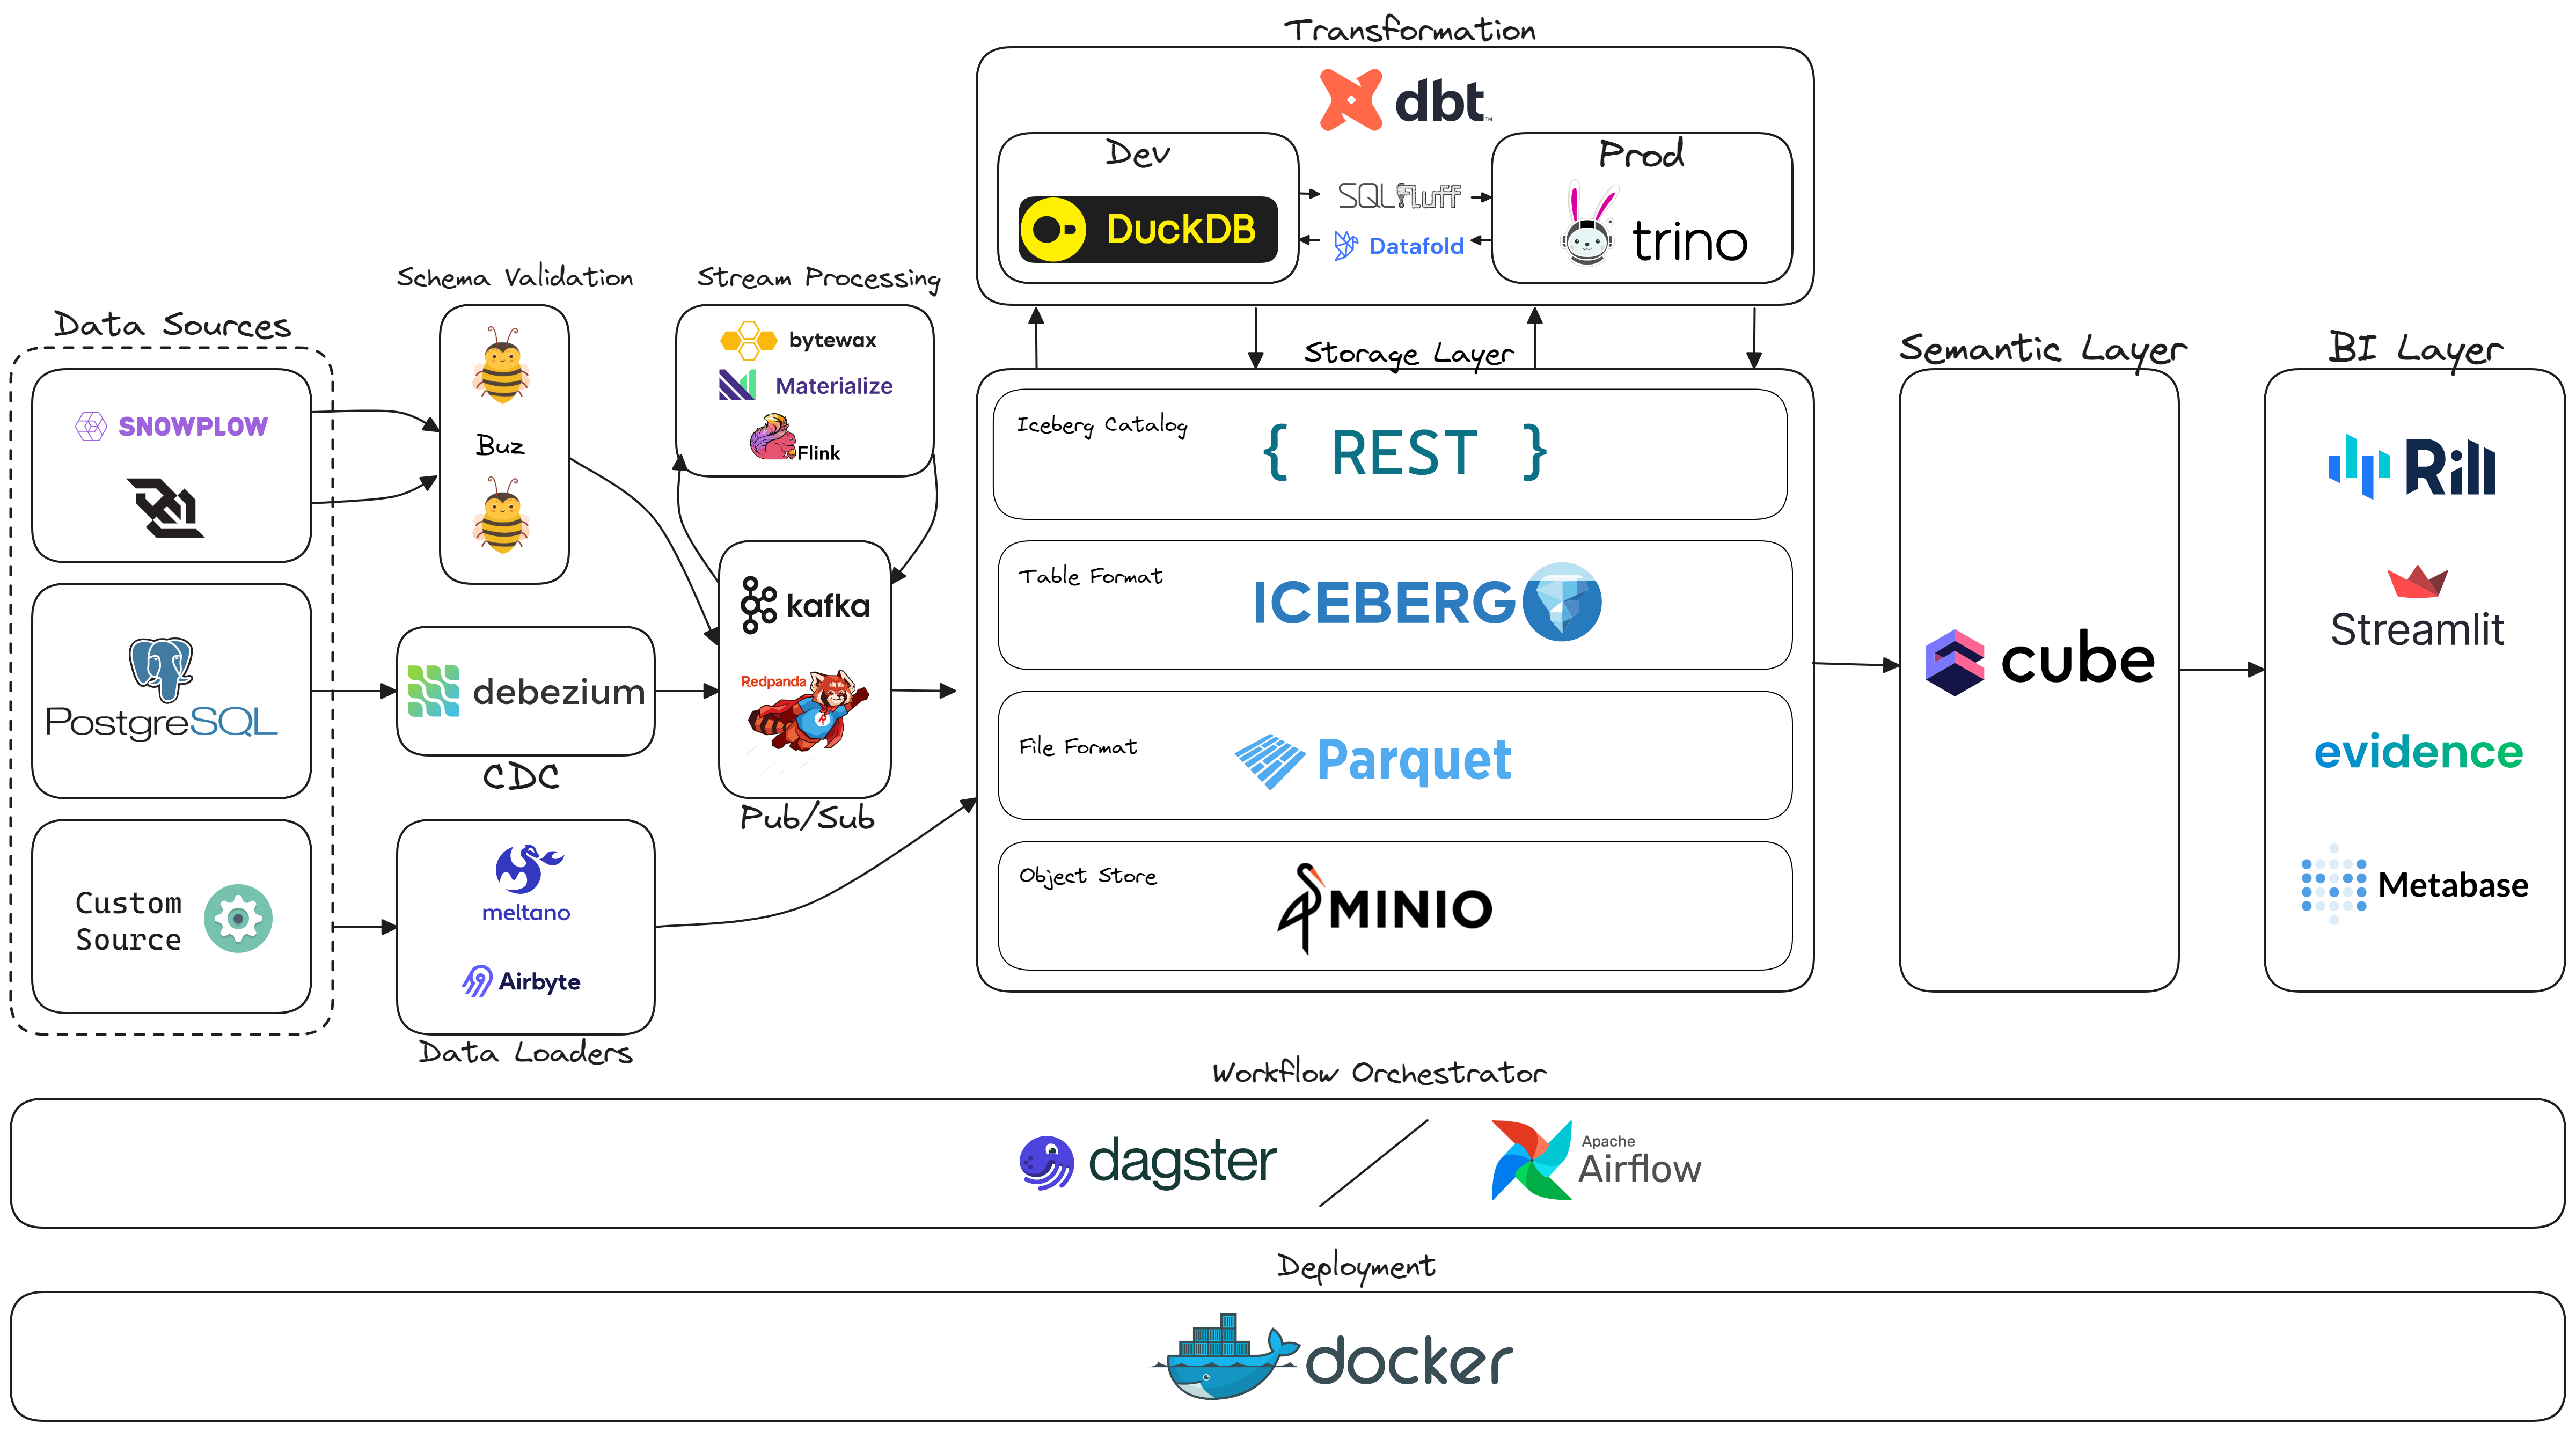 Transformation
dbt
TM
Dev
DuckDB
SQLfluff
Datafold
Prod
trino
Data Sources
SNOWPLOW
PostgreSQL
Custom
Source
Schema Validation
Buz
debezium
CDC
meltano
Airbyte
Data Loaders
Stream Processing
bytewax
Materialize
Flink
kafka
Redpanda
R
Pub/Sub
Storage Layer
Iceberg Catalog
{ REST }
Table Format
ICEBERG
File Format
Parquet
Object Store
MINIO
Semantic Layer
cube
BI Layer
Rill
Streamlit
evidence
Metabase
Workflow Orchestrator
dagster
Apache
Airflow
Deployment
docker